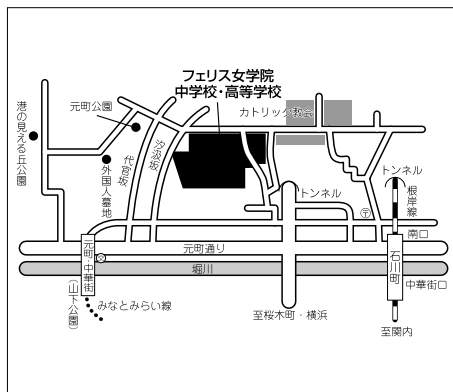 フェリス女学院
中学校・高等学校
カトリック教会
元町公園
港の見える丘公園
汐汲坂
代官坂
外国人墓地
トンネル
トンネル
根岸線
〒
南口
元町通り
元町・中華街
石川町
堀川
中華街口
(山下公園)
みなとみらい線
至桜木町・横浜
至関内